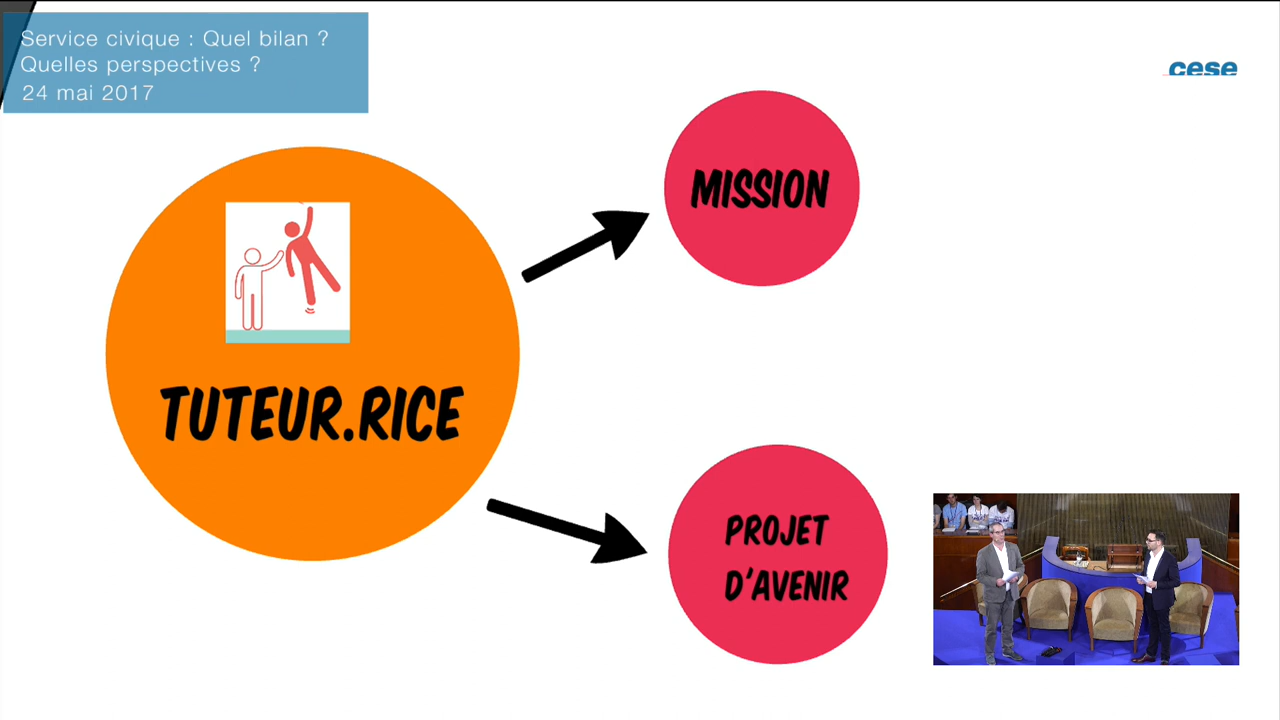 Service civique : Quel bilan ?
Quelles perspectives ?
24 mai 2017
cese
MISSION
TUTEUR.RICE
PROJET
D'AVENIR